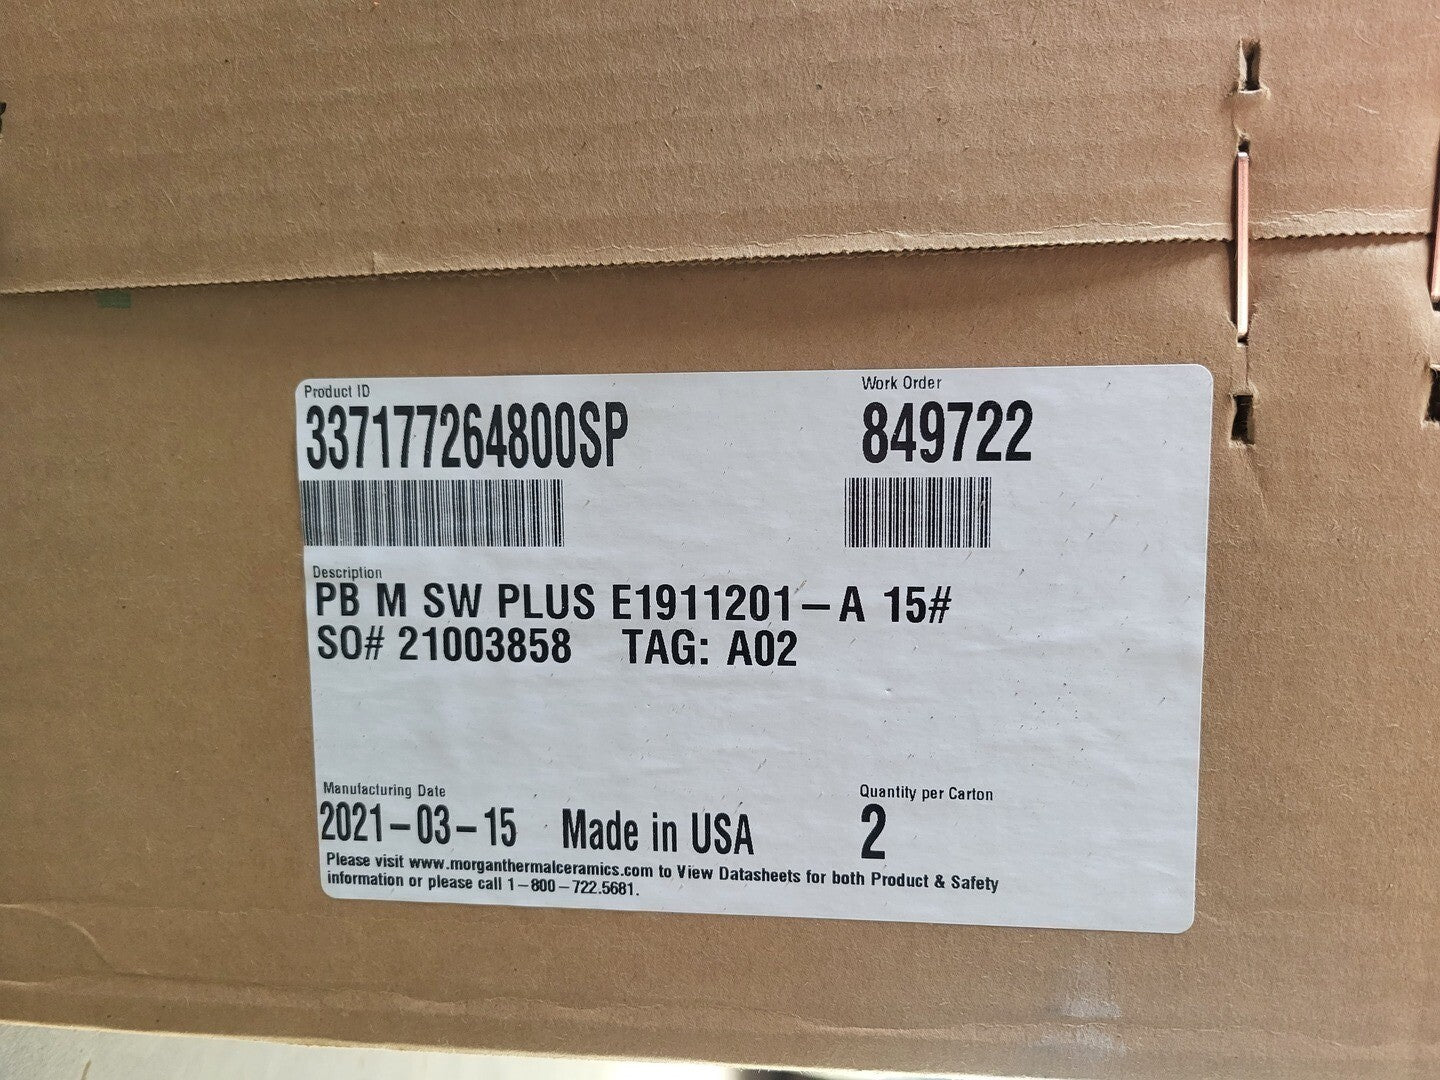 Product ID
337177264800SP
Work Order
849722
Description
PB M SW PLUS E1911201-A 15#
SO# 21003858 TAG: A02
Manufacturing Date
2021-03-15 Made in USA
Quantity per Carton
2
Please visit www.morganthermalceramics.com to View Datasheets for both Product & Safety
information or please call 1-800-722.5681.